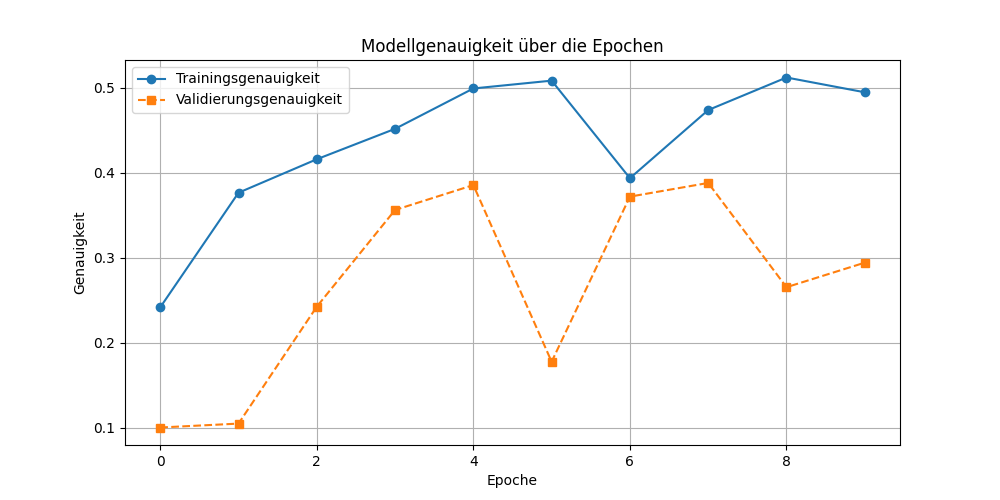 Modellgenauigkeit über die Epochen
Trainingsgenauigkeit
Validierungsgenauigkeit
Genauigkeit
0.5
0.4
0.3
0.2
0.1
0 2 4 6 8
Epoche